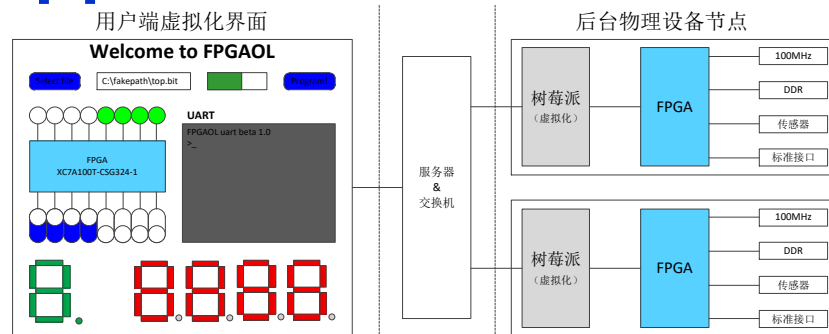 用户端虚拟化界面
后台物理设备节点
Welcome to FPGAOL
Select file
C:\fakepath\top.bit
Program!
UART
FPGAOL uart beta 1.0
>_
FPGA
XC7A100T-CSG324-1
服务器
&
交换机
树莓派
(虚拟化)
FPGA
100MHz
DDR
传感器
标准接口
树莓派
(虚拟化)
FPGA
100MHz
DDR
传感器
标准接口